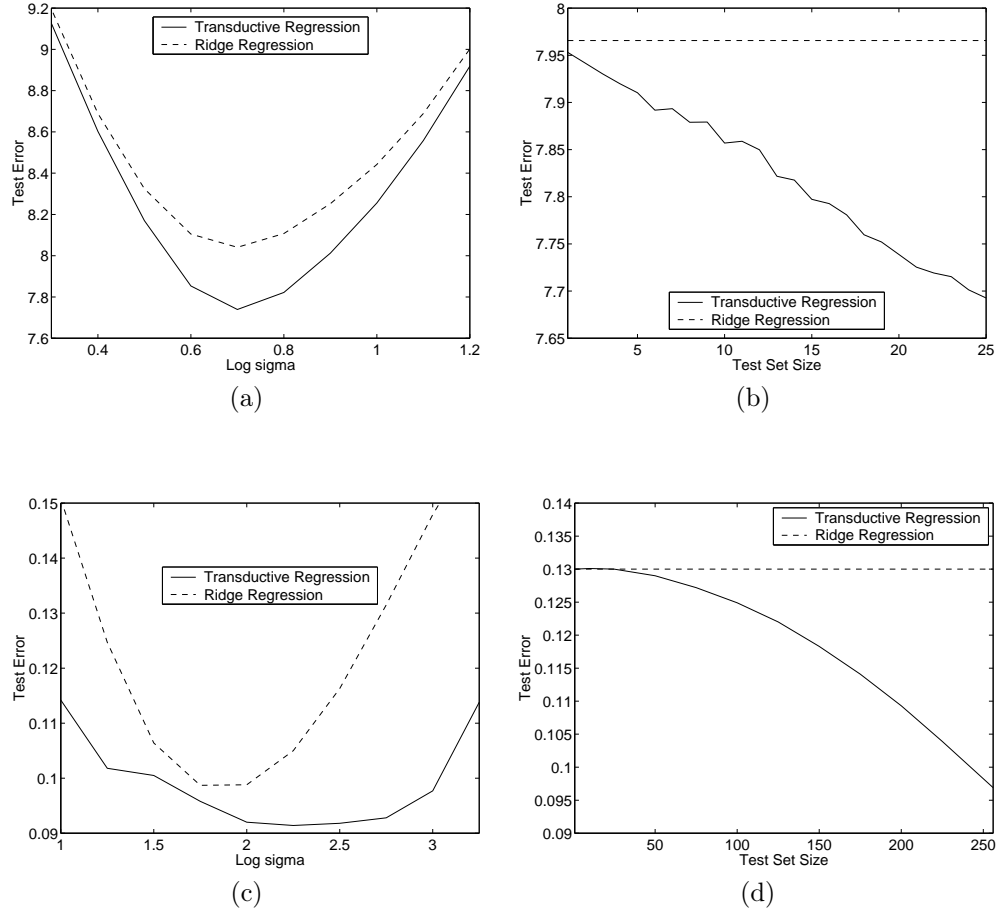 9.2
9
8.8
8.6
8.4
8.2
8
7.8
7.6
Test Error
Transductive Regression
Ridge Regression
0.4
0.6
0.8
1
1.2
Log sigma
(a)
8
7.95
7.9
7.85
7.8
7.75
7.7
7.65
Test Error
Transductive Regression
Ridge Regression
5
10
15
20
25
Test Set Size
(b)
0.15
0.14
0.13
0.12
0.11
0.1
0.09
Test Error
Transductive Regression
Ridge Regression
1
1.5
2
2.5
3
Log sigma
(c)
0.14
0.135
0.13
0.125
0.12
0.115
0.11
0.105
0.1
0.095
0.09
Test Error
Transductive Regression
Ridge Regression
50
100
150
200
250
Test Set Size
(d)